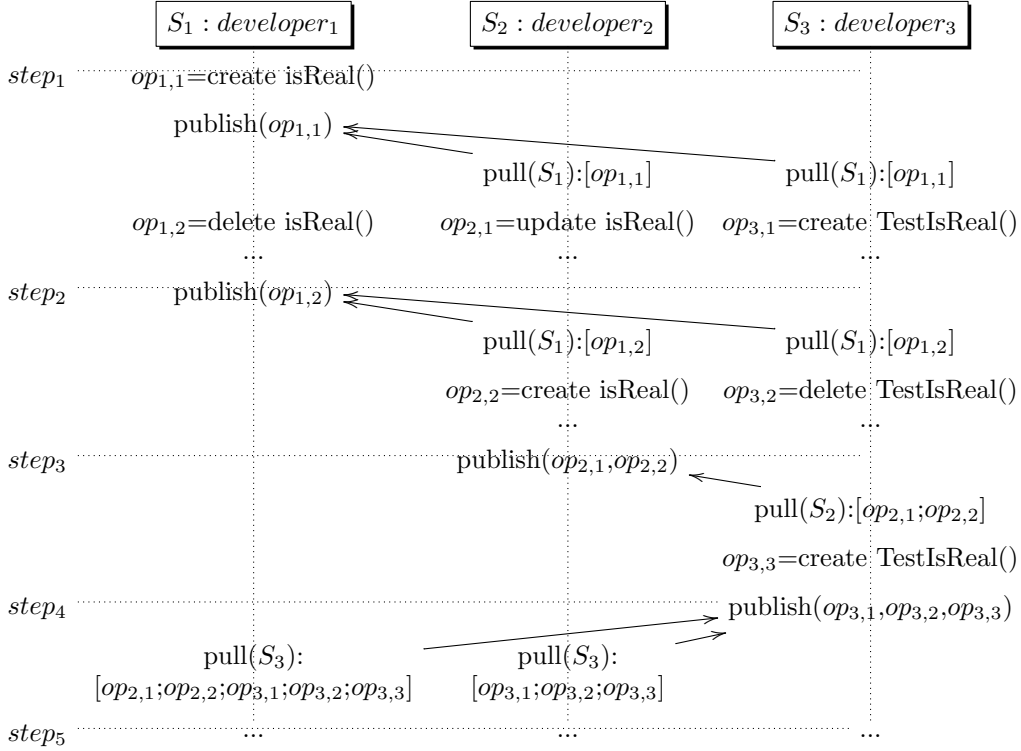 S₁ : developer₁ S₂ : developer₂ S₃ : developer₃
step₁ op₁,₁=create isReal()
publish(op₁,₁)
pull(S₁):[op₁,₁] pull(S₁):[op₁,₁]
op₁,₂=delete isReal() op₂,₁=update isReal() op₃,₁=create TestIsReal()
... ... ...
step₂ publish(op₁,₂)
pull(S₁):[op₁,₂] pull(S₁):[op₁,₂]
op₂,₂=create isReal() op₃,₂=delete TestIsReal()
... ...
step₃ publish(op₂,₁,op₂,₂)
pull(S₂):[op₂,₁;op₂,₂]
op₃,₃=create TestIsReal()
step₄ publish(op₃,₁,op₃,₂,op₃,₃)
pull(S₃): pull(S₃):
[op₂,₁;op₂,₂;op₃,₁;op₃,₂;op₃,₃] [op₃,₁;op₃,₂;op₃,₃]
step₅ ... ... ...